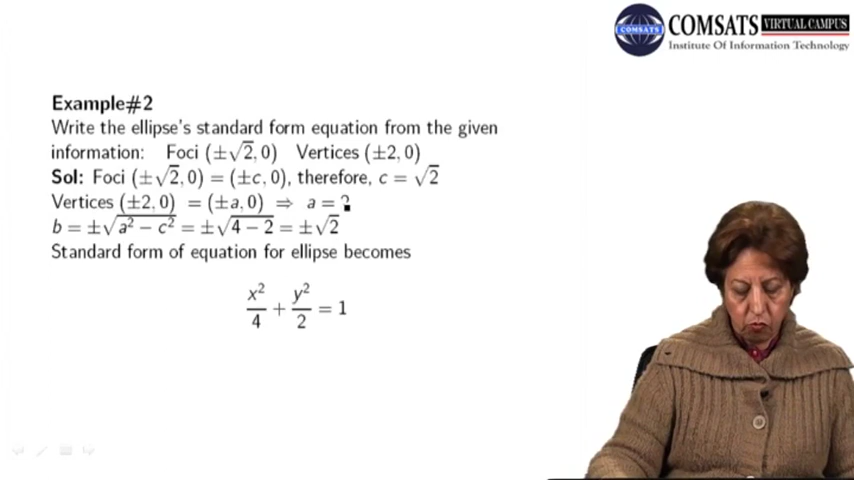 COMSATS VIRTUAL CAMPUS
COMSATS
Institute Of Information Technology
Example#2
Write the ellipse's standard form equation from the given
information: Foci (±√2, 0) Vertices (±2, 0)
Sol: Foci (±√2, 0) = (±c, 0), therefore, c = √2
Vertices (±2, 0) = (±a, 0) ⇒ a =
b = ±√(a² − c²) = ±√(4 − 2) = ±√2
Standard form of equation for ellipse becomes
x²/4 + y²/2 = 1